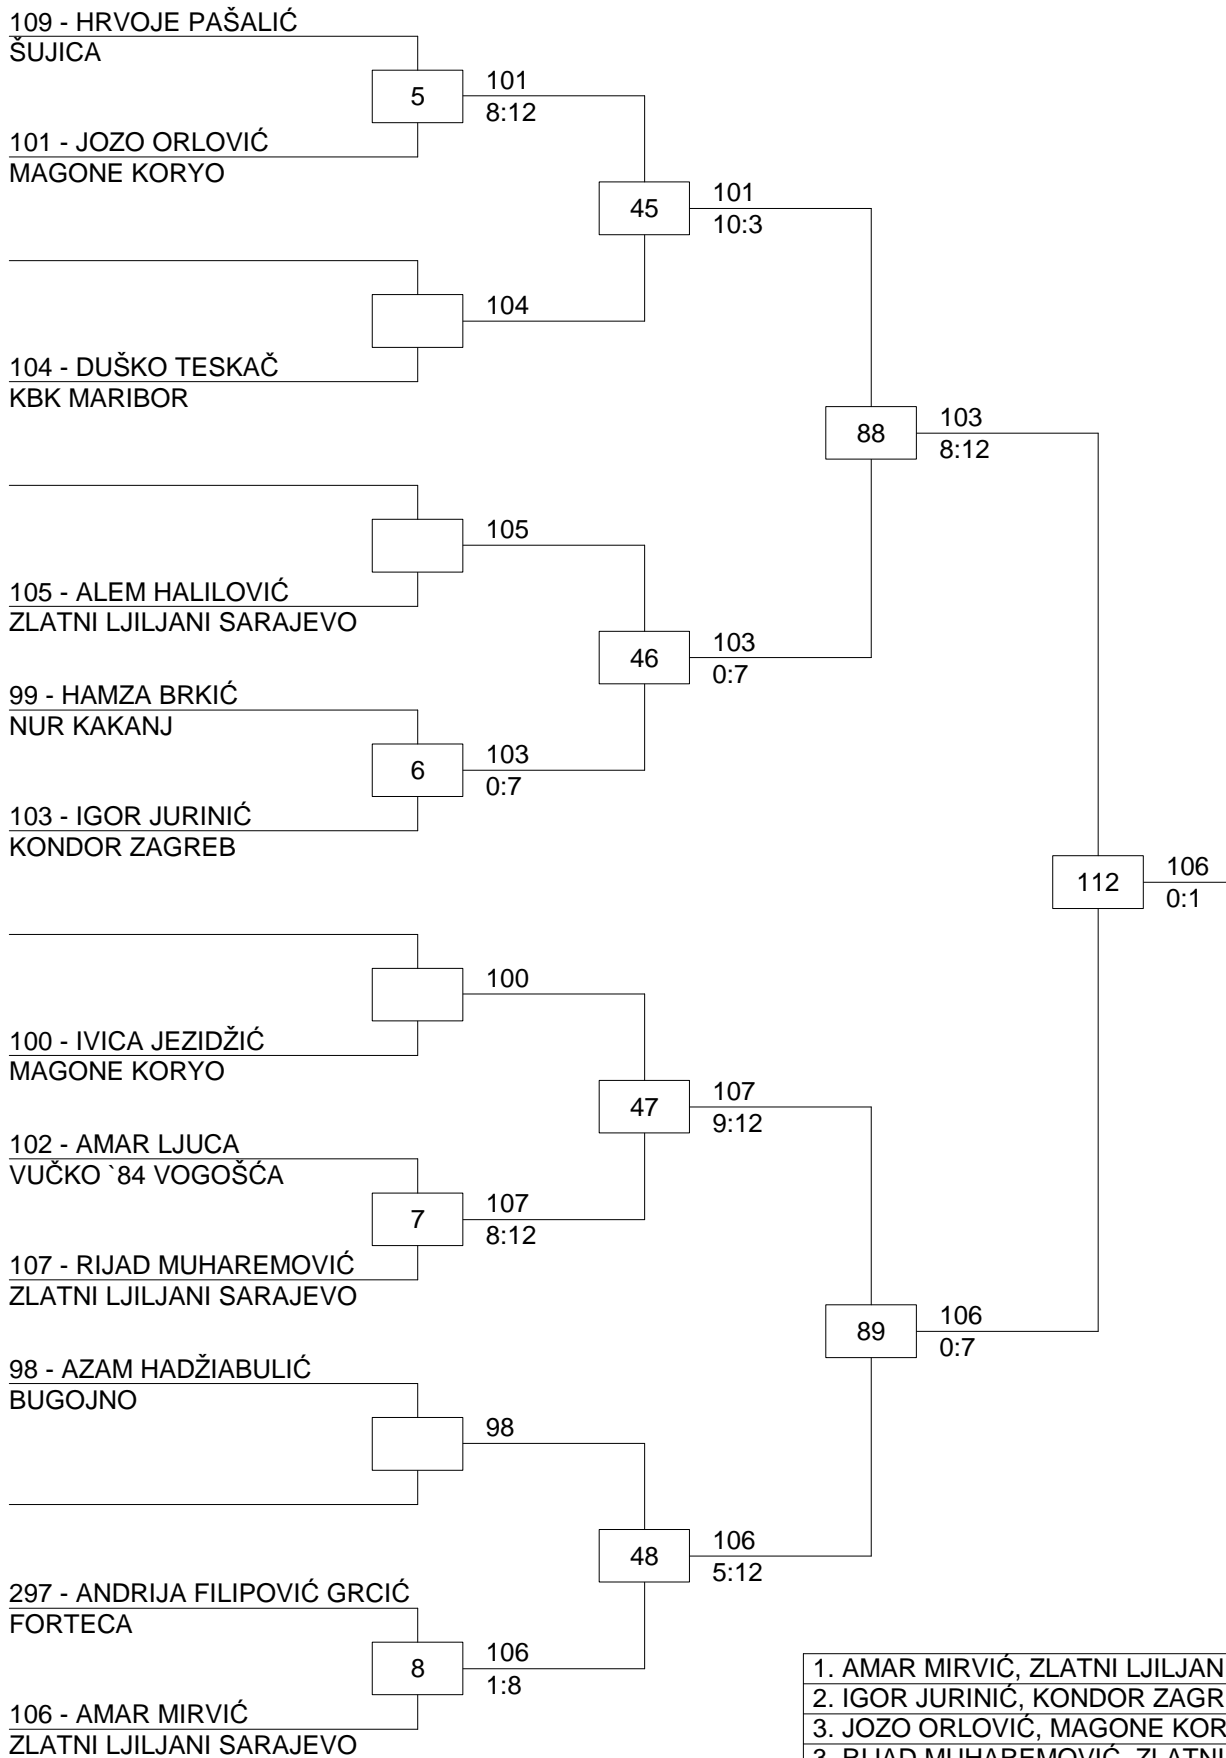 109 - HRVOJE PAŠALIĆ
ŠUJICA
5
101
8:12
101 - JOZO ORLOVIĆ
MAGONE KORYO
45
101
10:3
104
104 - DUŠKO TESKAČ
KBK MARIBOR
88
103
8:12
105
105 - ALEM HALILOVIĆ
ZLATNI LJILJANI SARAJEVO
46
103
0:7
99 - HAMZA BRKIĆ
NUR KAKANJ
6
103
0:7
103 - IGOR JURINIĆ
KONDOR ZAGREB
112
106
0:1
100
100 - IVICA JEZIDŽIĆ
MAGONE KORYO
47
107
9:12
102 - AMAR LJUCA
VUČKO `84 VOGOŠĆA
7
107
8:12
107 - RIJAD MUHAREMOVIĆ
ZLATNI LJILJANI SARAJEVO
89
106
0:7
98 - AZAM HADŽIABULIĆ
BUGOJNO
98
48
106
5:12
297 - ANDRIJA FILIPOVIĆ GRCIĆ
FORTECA
8
106
1:8
106 - AMAR MIRVIĆ
ZLATNI LJILJANI SARAJEVO
1. AMAR MIRVIĆ, ZLATNI LJILJAN
2. IGOR JURINIĆ, KONDOR ZAGR
3. JOZO ORLOVIĆ, MAGONE KOR
3. RIJAD MUHAREMOVIĆ, ZLATNI